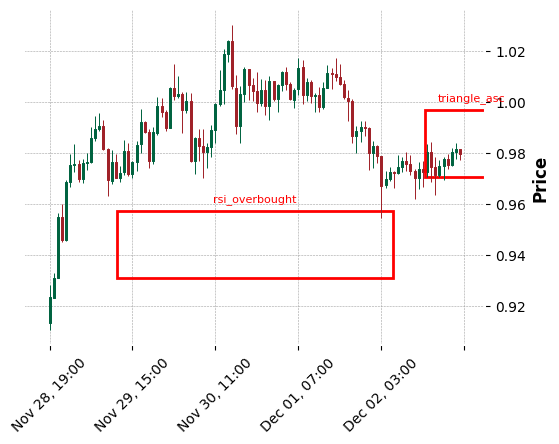 1.02
triangle_asc
1.00
0.98
Price
rsi_overbought
0.96
0.94
0.92
Nov 28, 19:00
Nov 29, 15:00
Nov 30, 11:00
Dec 01, 07:00
Dec 02, 03:00